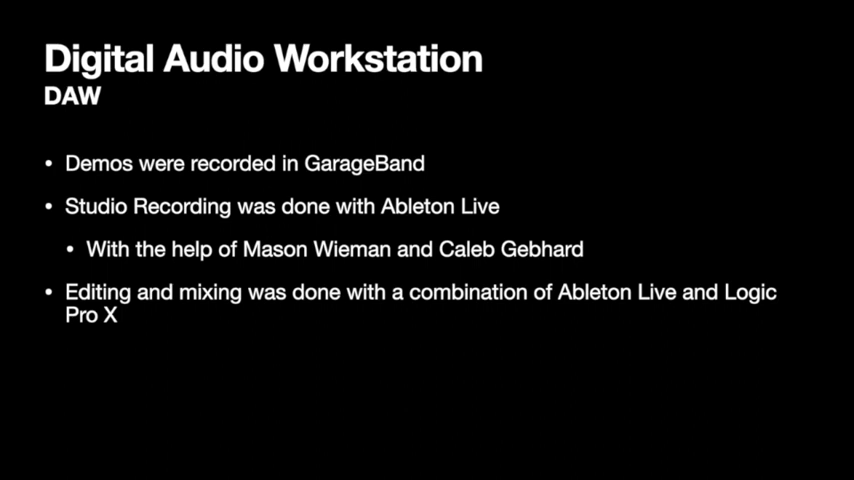 Digital Audio Workstation
DAW
• Demos were recorded in GarageBand
• Studio Recording was done with Ableton Live
• With the help of Mason Wieman and Caleb Gebhard
• Editing and mixing was done with a combination of Ableton Live and Logic
Pro X